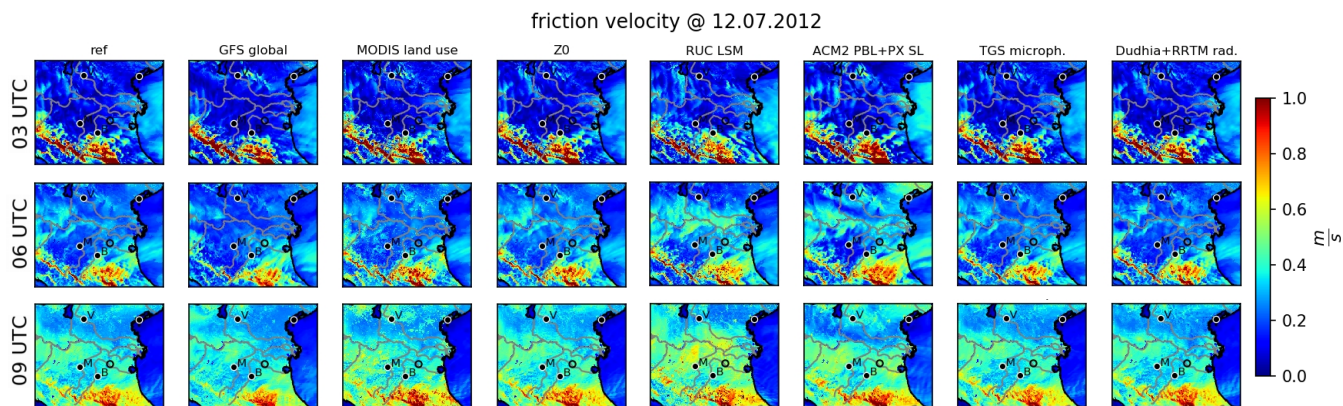 friction velocity @ 12.07.2012
ref GFS global MODIS land use Z0 RUC LSM ACM2 PBL+PX SL TGS microph. Dudhia+RRTM rad.
03 UTC
V V
1.0
0.8
06 UTC
V V V V V V V V
M M M M M M M M
B B B B B B B B
0.6
0.4
m
s
09 UTC
V V V V V V V V
M M M M M M M M
B B B B B B B B
0.2
0.0